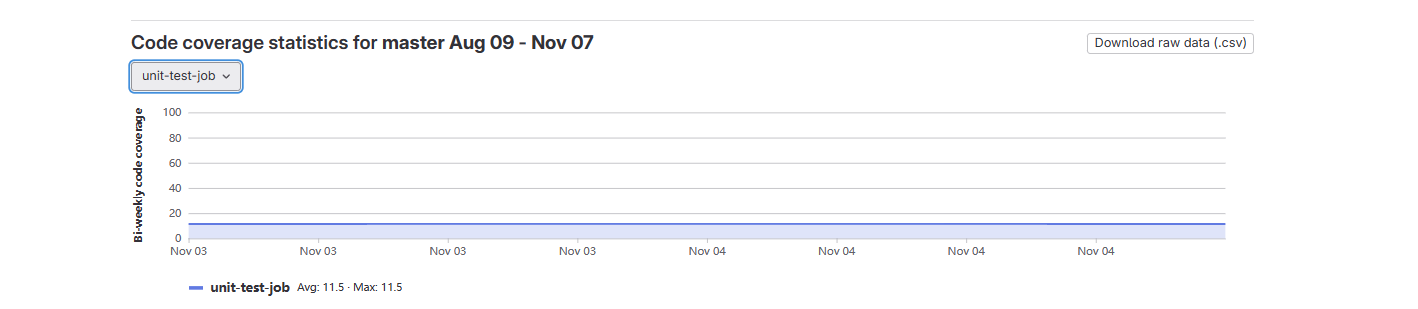 Code coverage statistics for master Aug 09 - Nov 07
Download raw data (.csv)
unit-test-job
Bi-weekly code coverage
100
80
60
40
20
0
Nov 03 Nov 03 Nov 03 Nov 03 Nov 04 Nov 04 Nov 04 Nov 04
unit-test-job Avg: 11.5 · Max: 11.5